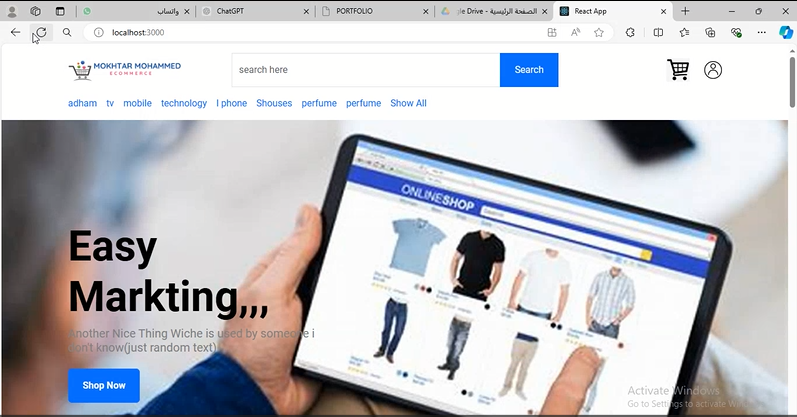 واتساب
ChatGPT
PORTFOLIO
الصفحة الرئيسية - Google Drive
React App
localhost:3000
MOKHTAR MOHAMMED
ECOMMERCE
search here
Search
adham tv mobile technology I phone Shouses perfume perfume Show All
ONLINESHOP
Easy
Markting,,,
Another Nice Thing Wiche is used by someone i
don't know(just random text)
Shop Now
Activate Windows
Go to Settings to activate Windows.